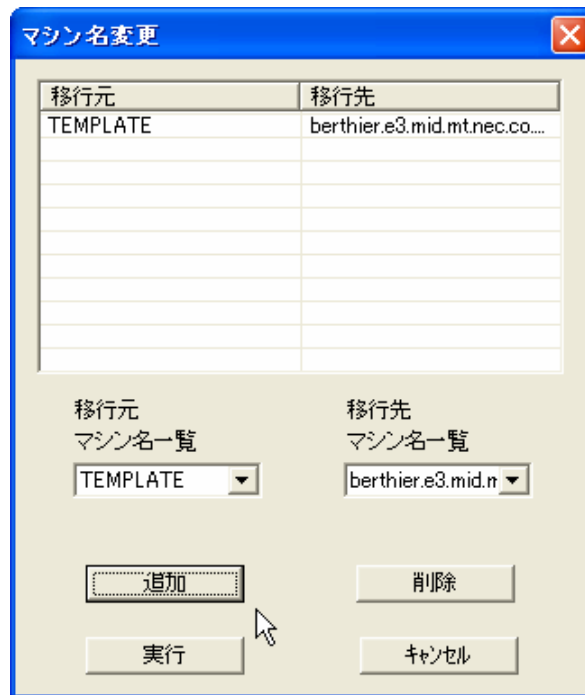 マシン名変更
移行元 移行先
TEMPLATE berthier.e3.mid.mt.nec.co....
移行元 移行先
マシン名一覧 マシン名一覧
TEMPLATE berthier.e3.mid.m
追加 削除
実行 キャンセル